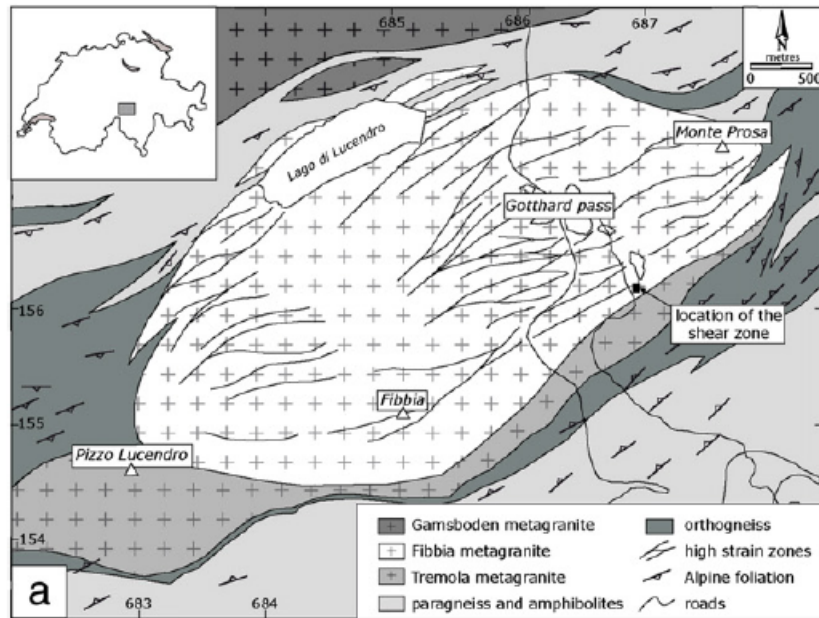 685
686
687
N
metres
0 500
Monte Prosa
Lago di Lucendro
Gotthard pass
156
location of the
shear zone
Fibbia
155
Pizzo Lucendro
154
Gamsboden metagranite
Fibbia metagranite
Tremola metagranite
paragneiss and amphibolites
orthogneiss
high strain zones
Alpine foliation
roads
a
683
684